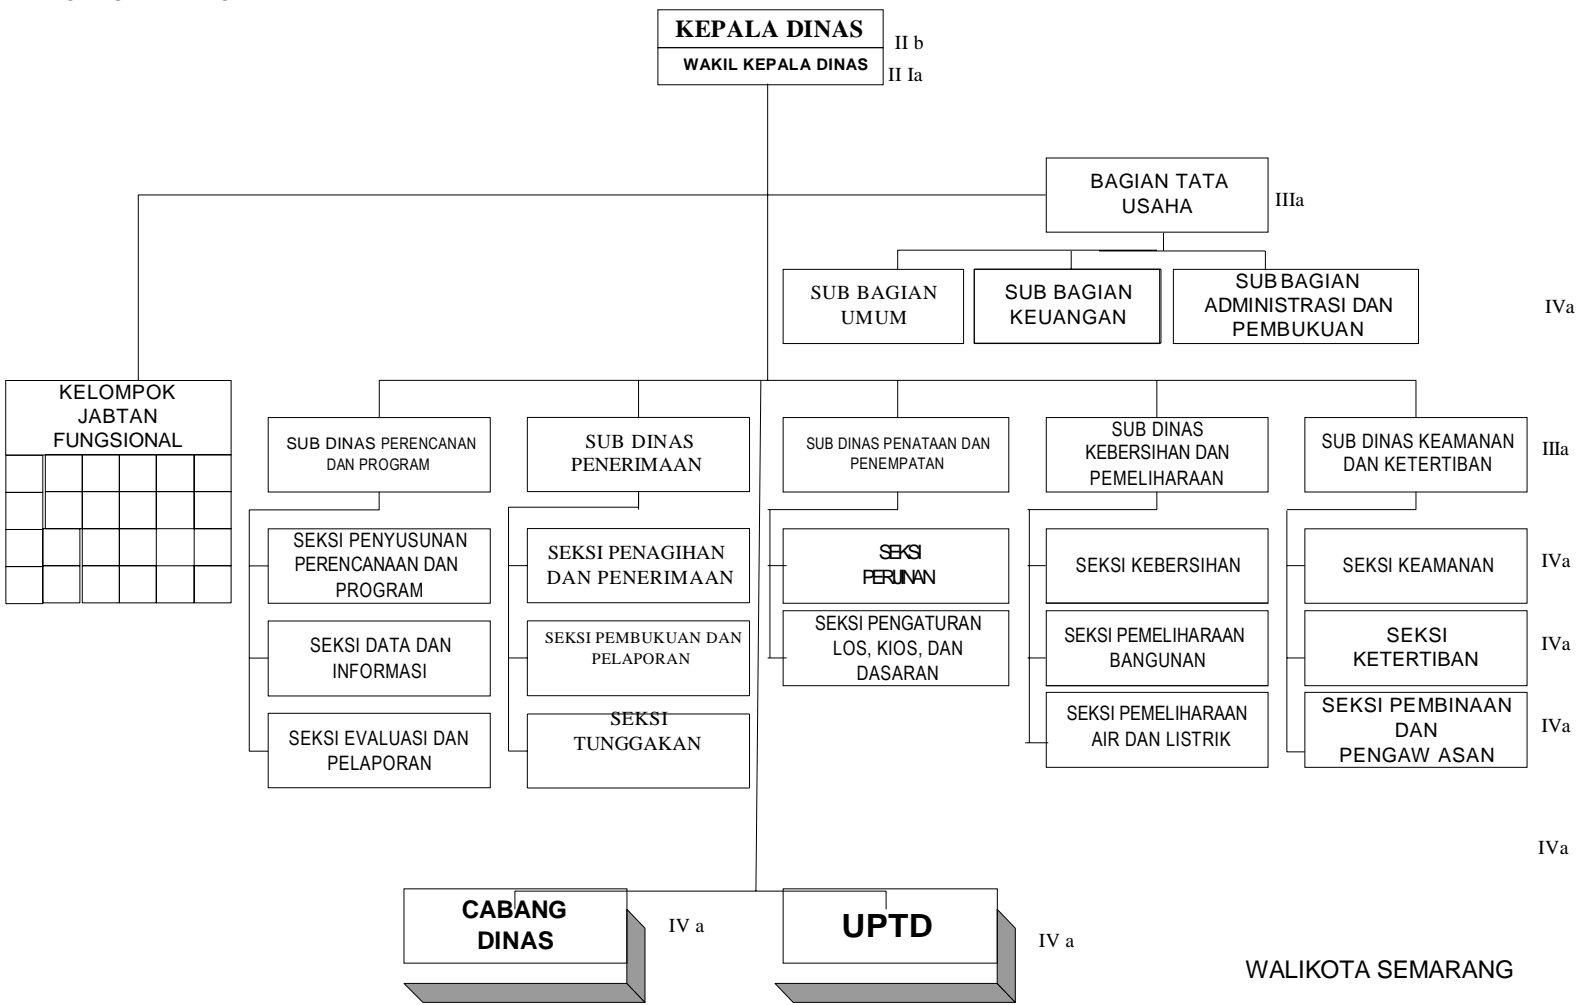 KEPALA DINAS
II b
WAKIL KEPALA DINAS
II Ia
BAGIAN TATA
USAHA
IIIa
SUB BAGIAN
UMUM
SUB BAGIAN
KEUANGAN
SUB BAGIAN
ADMINISTRASI DAN
PEMBUKUAN
IVa
KELOMPOK
JABTAN
FUNGSIONAL
SUB DINAS PERENCANAN
DAN PROGRAM
SUB DINAS
PENERIMAAN
SUB DINAS PENATAAN DAN
PENEMPATAN
SUB DINAS
KEBERSIHAN DAN
PEMELIHARAAN
SUB DINAS KEAMANAN
DAN KETERTIBAN
IIIa
SEKSI PENYUSUNAN
PERENCANAAN DAN
PROGRAM
SEKSI PENAGIHAN
DAN PENERIMAAN
SEKSI
PERIJINAN
SEKSI KEBERSIHAN
SEKSI KEAMANAN
IVa
SEKSI DATA DAN
INFORMASI
SEKSI PEMBUKUAN DAN
PELAPORAN
SEKSI PENGATURAN
LOS, KIOS, DAN
DASARAN
SEKSI PEMELIHARAAN
BANGUNAN
SEKSI
KETERTIBAN
IVa
SEKSI EVALUASI DAN
PELAPORAN
SEKSI
TUNGGAKAN
SEKSI PEMELIHARAAN
AIR DAN LISTRIK
SEKSI PEMBINAAN
DAN
PENGAW ASAN
IVa
IVa
CABANG
DINAS
IV a
UPTD
IV a
WALIKOTA SEMARANG